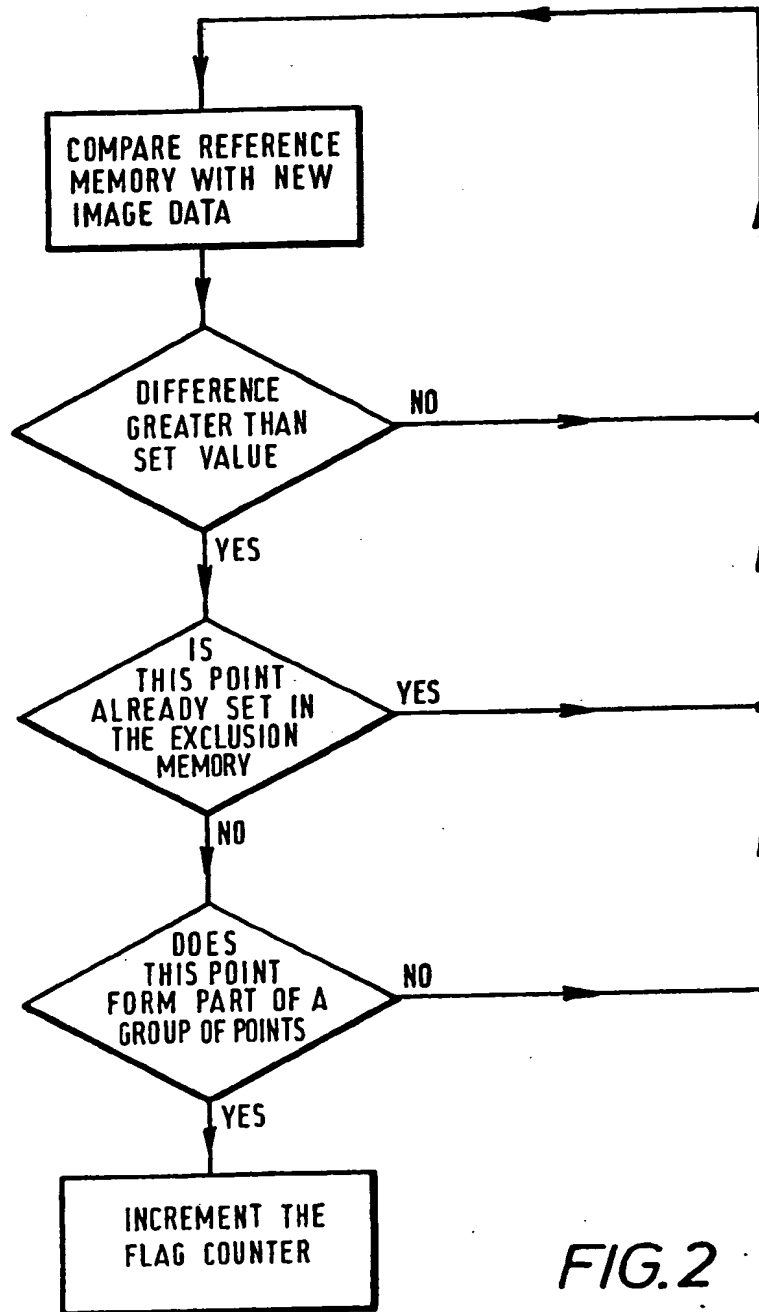 COMPARE REFERENCE
MEMORY WITH NEW
IMAGE DATA
DIFFERENCE
GREATER THAN
SET VALUE
NO
YES
IS
THIS POINT
ALREADY SET IN
THE EXCLUSION
MEMORY
YES
NO
DOES
THIS POINT
FORM PART OF A
GROUP OF POINTS
NO
YES
INCREMENT THE
FLAG COUNTER
FIG.2